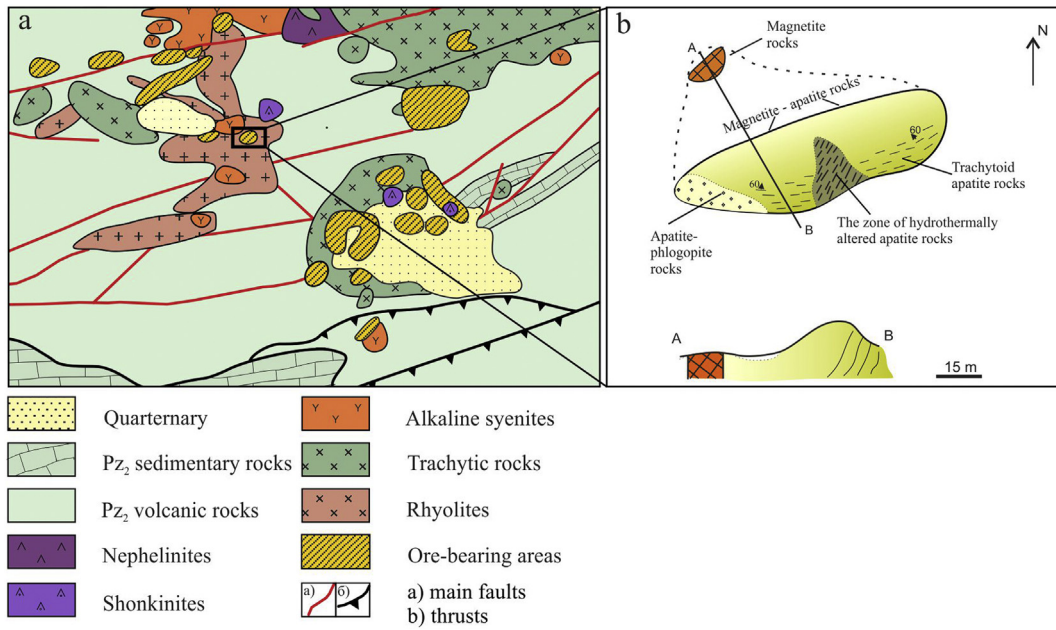 a
b
N
A
Magnetite
rocks
Magnetite - apatite rocks
60
60
Trachytoid
apatite rocks
B
The zone of hydrothermally
altered apatite rocks
Apatite-
phlogopite
rocks
A
B
15 m
Quarternary
Pz₂ sedimentary rocks
Pz₂ volcanic rocks
Nephelinites
Shonkinites
Alkaline syenites
Trachytic rocks
Rhyolites
Ore-bearing areas
а) б)
a) main faults
b) thrusts